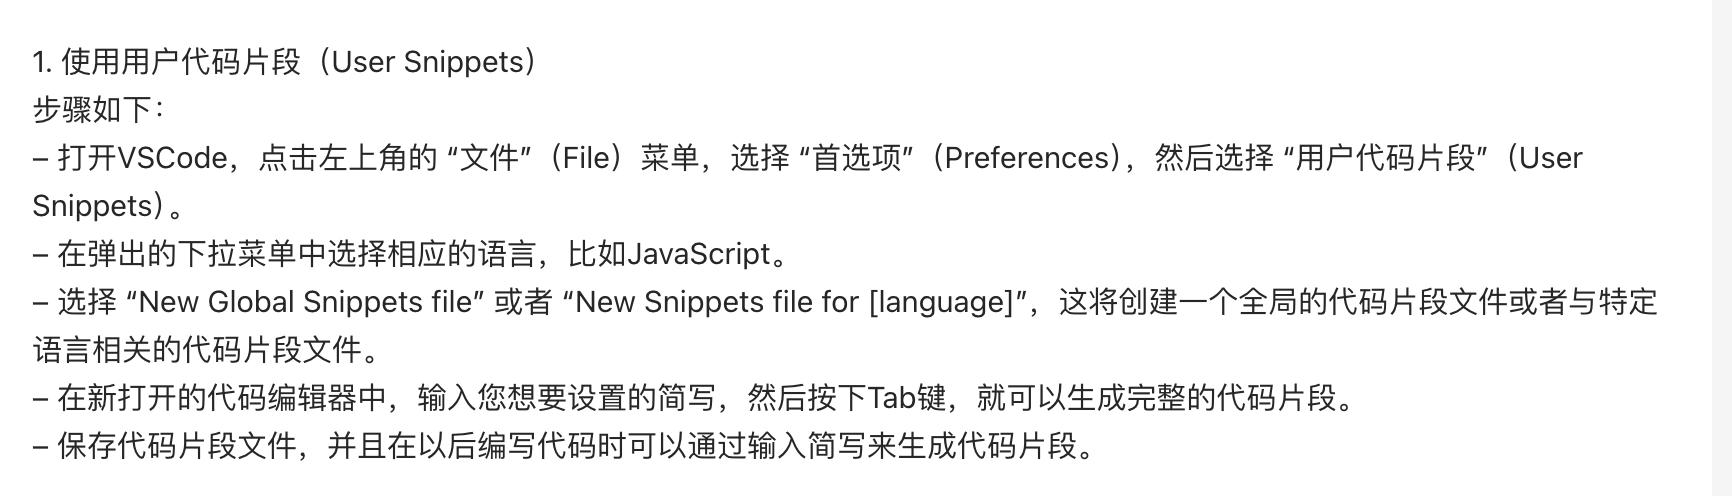 1. 使用用户代码片段（User Snippets）
步骤如下：
– 打开VSCode，点击左上角的 “文件”（File）菜单，选择 “首选项”（Preferences），然后选择 “用户代码片段”（User
Snippets）。
– 在弹出的下拉菜单中选择相应的语言，比如JavaScript。
– 选择 “New Global Snippets file” 或者 “New Snippets file for [language]”，这将创建一个全局的代码片段文件或者与特定
语言相关的代码片段文件。
– 在新打开的代码编辑器中，输入您想要设置的简写，然后按下Tab键，就可以生成完整的代码片段。
– 保存代码片段文件，并且在以后编写代码时可以通过输入简写来生成代码片段。